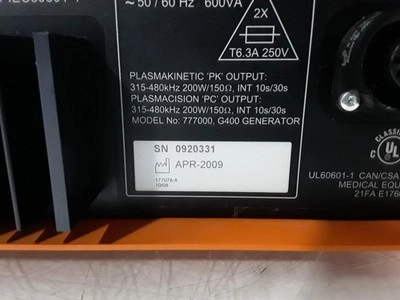 ~ 50 / 60 Hz 600VA
2X
T6.3A 250V
PLASMAKINETIC 'PK' OUTPUT:
315-480kHz 200W/150Ω, INT 10s/30s
PLASMACISION 'PC' OUTPUT:
315-480kHz 200W/150Ω, INT 10s/30s
MODEL No: 777000, G400 GENERATOR
SN 0920331
APR-2009
CLASSIFIED
C UL
UL60601-1 CAN/CSA
MEDICAL EQU
21FA E176